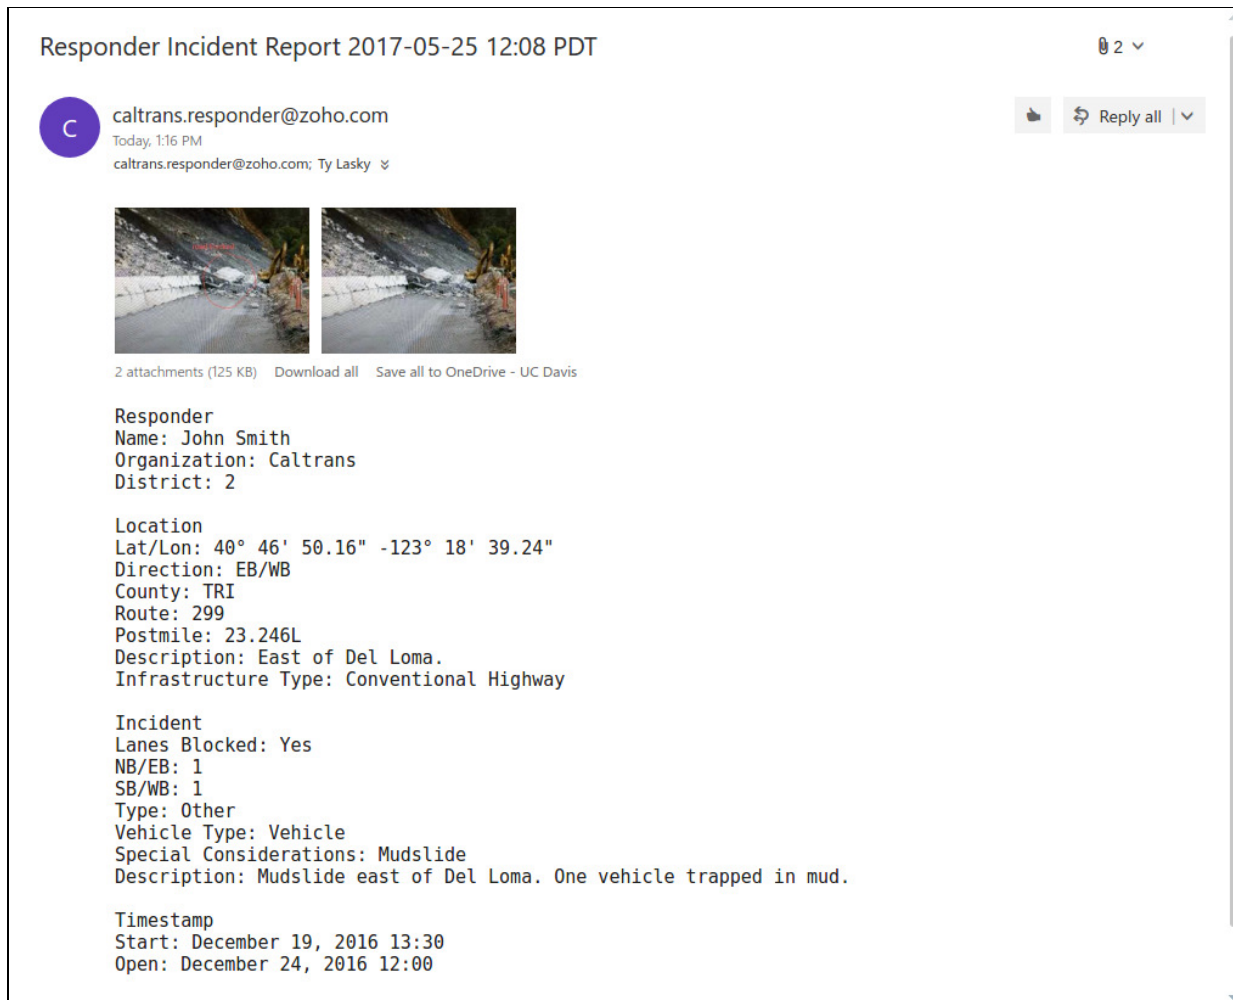 Responder Incident Report 2017-05-25 12:08 PDT
2
C
caltrans.responder@zoho.com
Reply all
Today, 1:16 PM
caltrans.responder@zoho.com; Ty Lasky
2 attachments (125 KB) Download all Save all to OneDrive - UC Davis
Responder
Name: John Smith
Organization: Caltrans
District: 2
Location
Lat/Lon: 40° 46' 50.16" -123° 18' 39.24"
Direction: EB/WB
County: TRI
Route: 299
Postmile: 23.246L
Description: East of Del Loma.
Infrastructure Type: Conventional Highway
Incident
Lanes Blocked: Yes
NB/EB: 1
SB/WB: 1
Type: Other
Vehicle Type: Vehicle
Special Considerations: Mudslide
Description: Mudslide east of Del Loma. One vehicle trapped in mud.
Timestamp
Start: December 19, 2016 13:30
Open: December 24, 2016 12:00